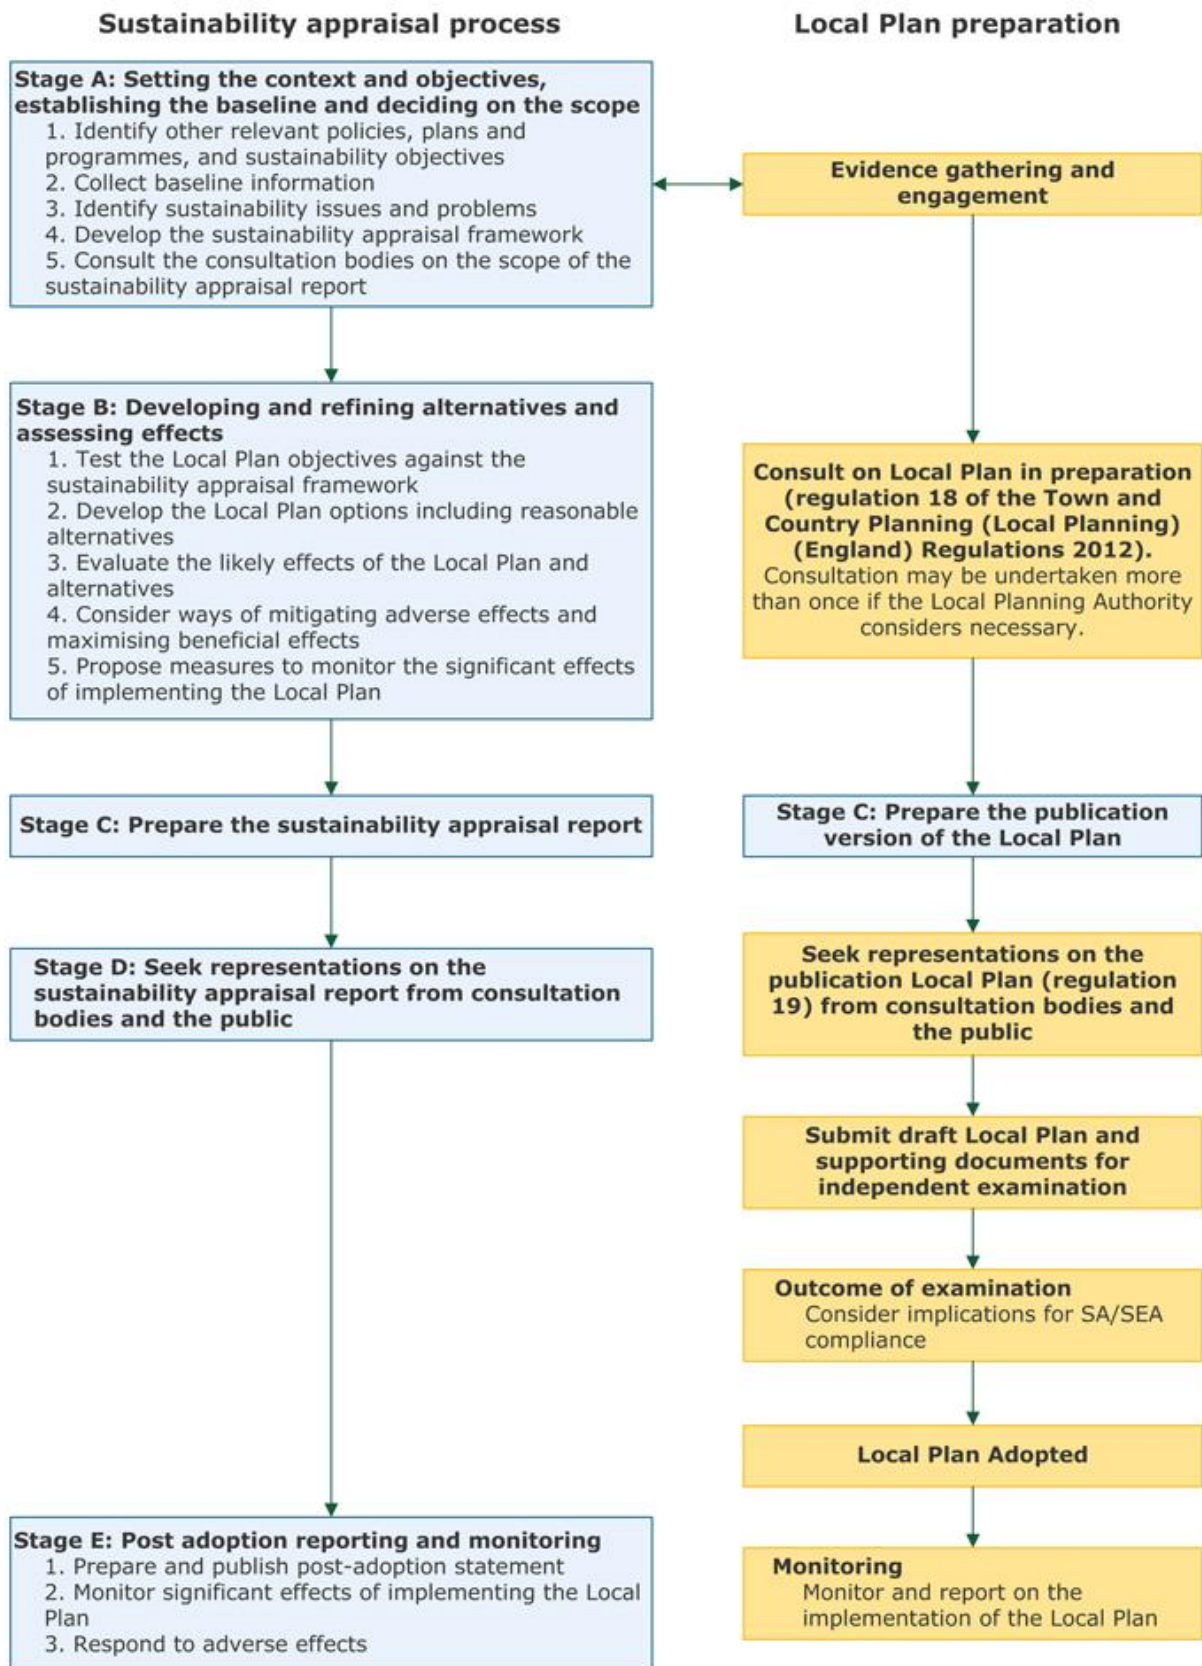 Sustainability appraisal process
Local Plan preparation
Stage A: Setting the context and objectives,
establishing the baseline and deciding on the scope
1. Identify other relevant policies, plans and
programmes, and sustainability objectives
2. Collect baseline information
3. Identify sustainability issues and problems
4. Develop the sustainability appraisal framework
5. Consult the consultation bodies on the scope of the
sustainability appraisal report
Evidence gathering and
engagement
Stage B: Developing and refining alternatives and
assessing effects
1. Test the Local Plan objectives against the
sustainability appraisal framework
2. Develop the Local Plan options including reasonable
alternatives
3. Evaluate the likely effects of the Local Plan and
alternatives
4. Consider ways of mitigating adverse effects and
maximising beneficial effects
5. Propose measures to monitor the significant effects
of implementing the Local Plan
Consult on Local Plan in preparation
(regulation 18 of the Town and
Country Planning (Local Planning)
(England) Regulations 2012).
Consultation may be undertaken more
than once if the Local Planning Authority
considers necessary.
Stage C: Prepare the sustainability appraisal report
Stage C: Prepare the publication
version of the Local Plan
Stage D: Seek representations on the
sustainability appraisal report from consultation
bodies and the public
Seek representations on the
publication Local Plan (regulation
19) from consultation bodies and
the public
Submit draft Local Plan and
supporting documents for
independent examination
Outcome of examination
Consider implications for SA/SEA
compliance
Local Plan Adopted
Stage E: Post adoption reporting and monitoring
1. Prepare and publish post-adoption statement
2. Monitor significant effects of implementing the Local
Plan
3. Respond to adverse effects
Monitoring
Monitor and report on the
implementation of the Local Plan